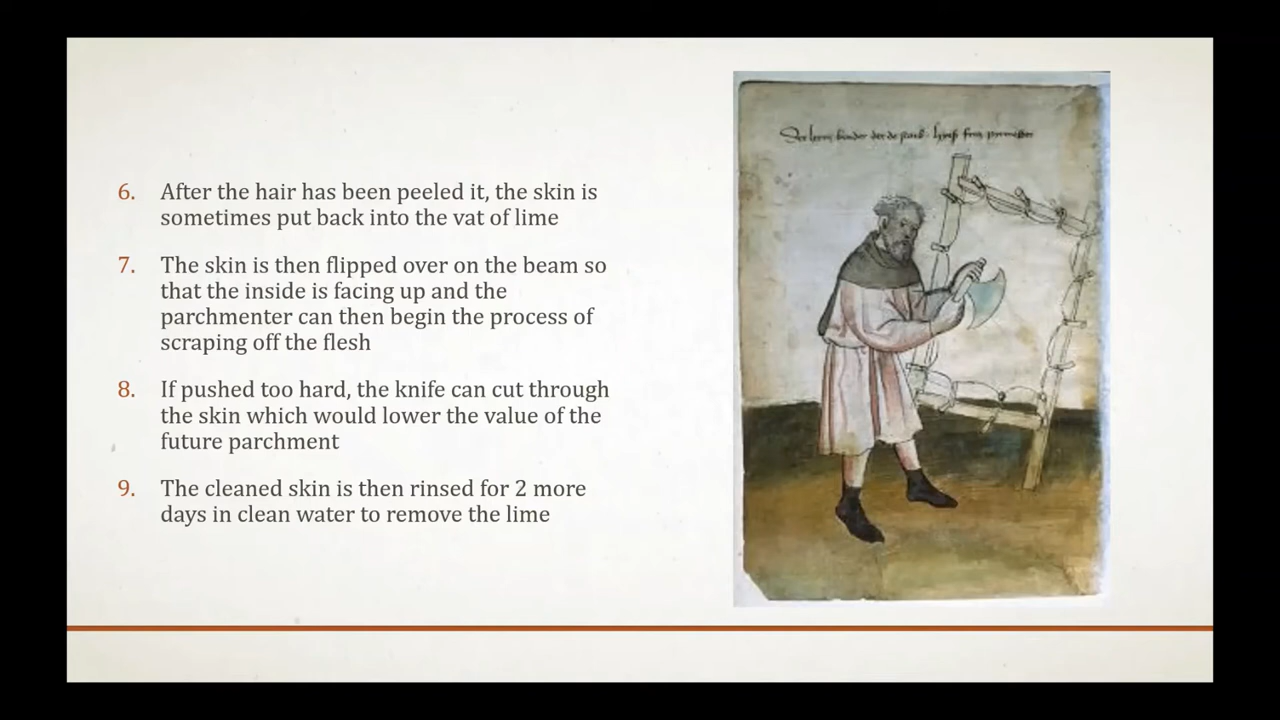 6. After the hair has been peeled it, the skin is
sometimes put back into the vat of lime
7. The skin is then flipped over on the beam so
that the inside is facing up and the
parchmenter can then begin the process of
scraping off the flesh
8. If pushed too hard, the knife can cut through
the skin which would lower the value of the
future parchment
9. The cleaned skin is then rinsed for 2 more
days in clean water to remove the lime